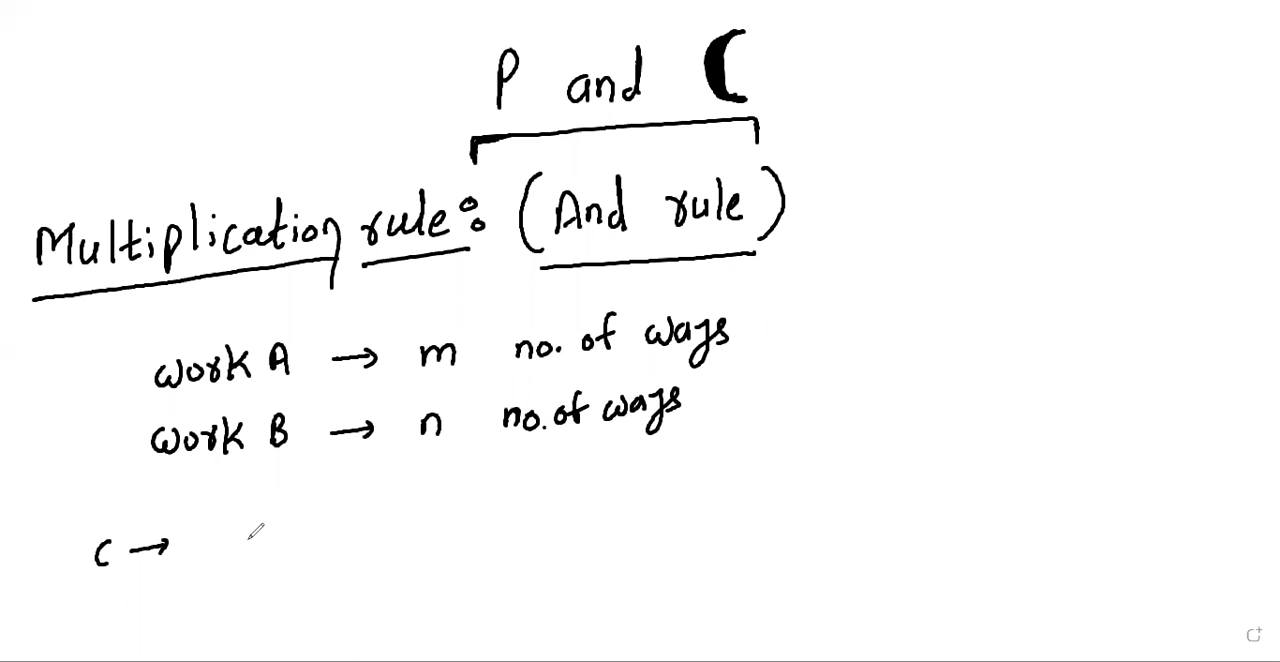 P and C
Multiplication rule: (And rule)
work A → m no. of ways
work B → n no. of ways
C →